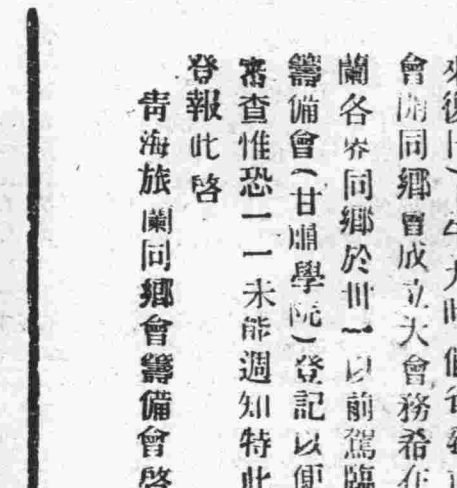 會開同鄉會成立大會務希在
蘭各界同鄉於卅一以前駕臨
籌備會(甘肅學院)登記以便
審查惟恐一一未能週知特此
登報此啓
青海旅蘭同鄉會籌備會啓